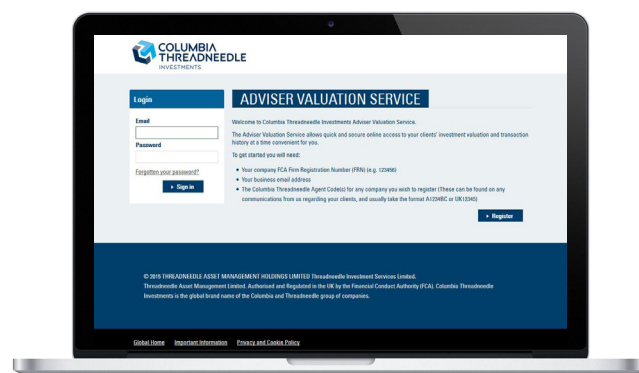 COLUMBIA
THREADNEEDLE
INVESTMENTS
Login
Email
Password
Forgotten your password?
Sign in
ADVISER VALUATION SERVICE
Welcome to Columbia Threadneedle Investments Adviser Valuation Service.
The Adviser Valuation Service allows quick and secure online access to your clients' investment valuation and transaction
history at a time convenient for you.
To get started you will need:
• Your company FCA Firm Registration Number (FRN) (e.g. 123456)
• Your business email address
• The Columbia Threadneedle Agent Code(s) for any company you wish to register (These can be found on any
communications from us regarding your clients, and usually take the format A1234BC or UK12345)
Register
© 2015 THREADNEEDLE ASSET MANAGEMENT HOLDINGS LIMITED Threadneedle Investment Services Limited.
Threadneedle Asset Management Limited. Authorised and Regulated in the UK by the Financial Conduct Authority (FCA). Columbia Threadneedle
Investments is the global brand name of the Columbia and Threadneedle group of companies.
Global Home Important Information Privacy and Cookie Policy